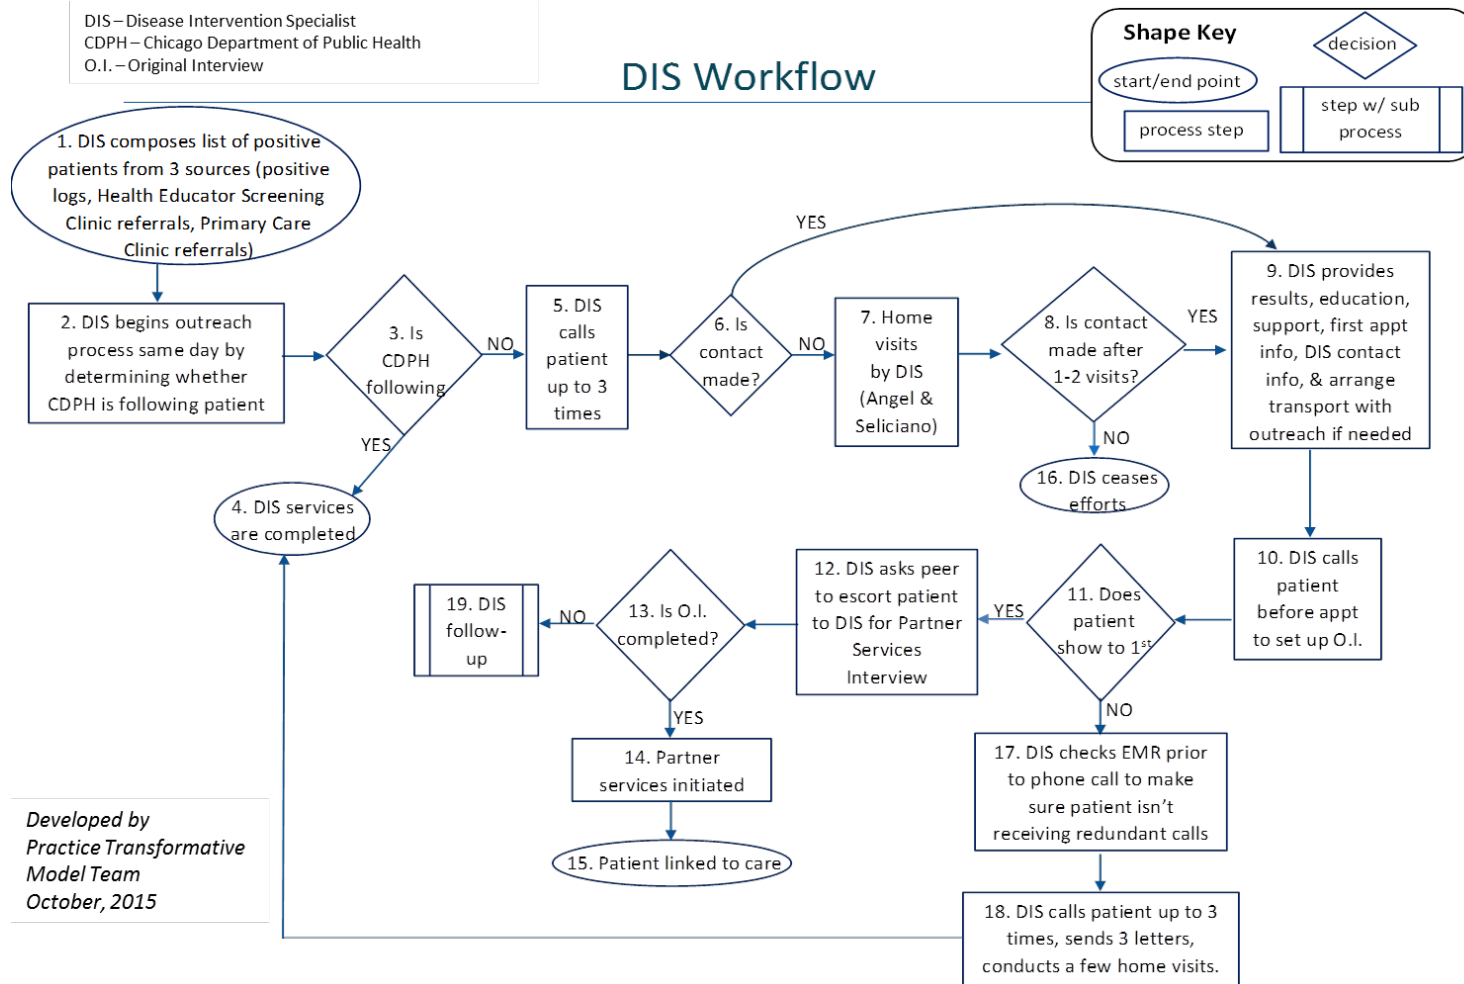 DIS – Disease Intervention Specialist
CDPH – Chicago Department of Public Health
O.I. – Original Interview
DIS Workflow
Shape Key
decision
start/end point
process step
step w/ sub
process
1. DIS composes list of positive
patients from 3 sources (positive
logs, Health Educator Screening
Clinic referrals, Primary Care
Clinic referrals)
2. DIS begins outreach
process same day by
determining whether
CDPH is following patient
3. Is
CDPH
following
NO
YES
4. DIS services
are completed
5. DIS
calls
patient
up to 3
times
6. Is
contact
made?
YES
NO
7. Home
visits
by DIS
(Angel &
Seliciano)
8. Is contact
made after
1-2 visits?
YES
NO
16. DIS ceases
efforts
9. DIS provides
results, education,
support, first appt
info, DIS contact
info, & arrange
transport with
outreach if needed
10. DIS calls
patient
before appt
to set up O.I.
11. Does
patient
show to 1st
YES
NO
12. DIS asks peer
to escort patient
to DIS for Partner
Services
Interview
13. Is O.I.
completed?
NO
YES
19. DIS
follow-
up
14. Partner
services initiated
15. Patient linked to care
17. DIS checks EMR prior
to phone call to make
sure patient isn’t
receiving redundant calls
18. DIS calls patient up to 3
times, sends 3 letters,
conducts a few home visits.
Developed by
Practice Transformative
Model Team
October, 2015